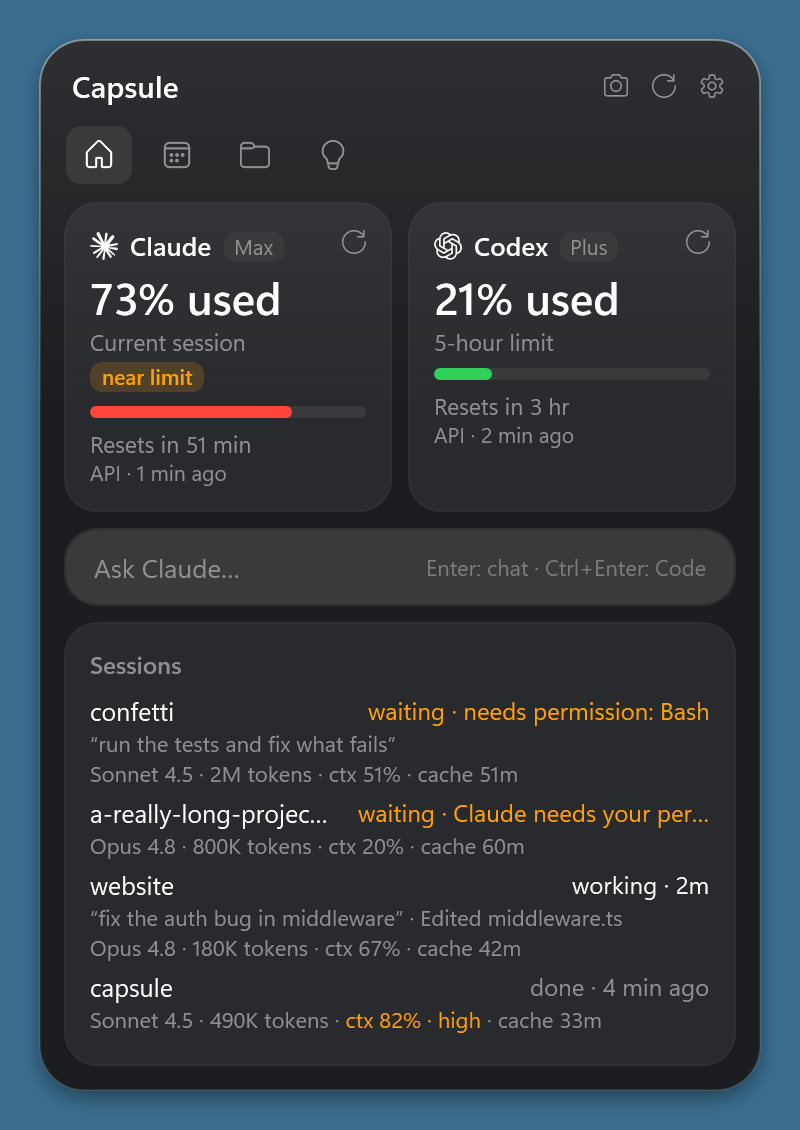 Capsule
Claude Max
73% used
Current session
near limit
Resets in 51 min
API · 1 min ago
Codex Plus
21% used
5-hour limit
Resets in 3 hr
API · 2 min ago
Ask Claude... Enter: chat · Ctrl+Enter: Code
Sessions
confetti waiting · needs permission: Bash
“run the tests and fix what fails”
Sonnet 4.5 · 2M tokens · ctx 51% · cache 51m
a-really-long-projec... waiting · Claude needs your per...
Opus 4.8 · 800K tokens · ctx 20% · cache 60m
website working · 2m
“fix the auth bug in middleware” · Edited middleware.ts
Opus 4.8 · 180K tokens · ctx 67% · cache 42m
capsule done · 4 min ago
Sonnet 4.5 · 490K tokens · ctx 82% · high · cache 33m